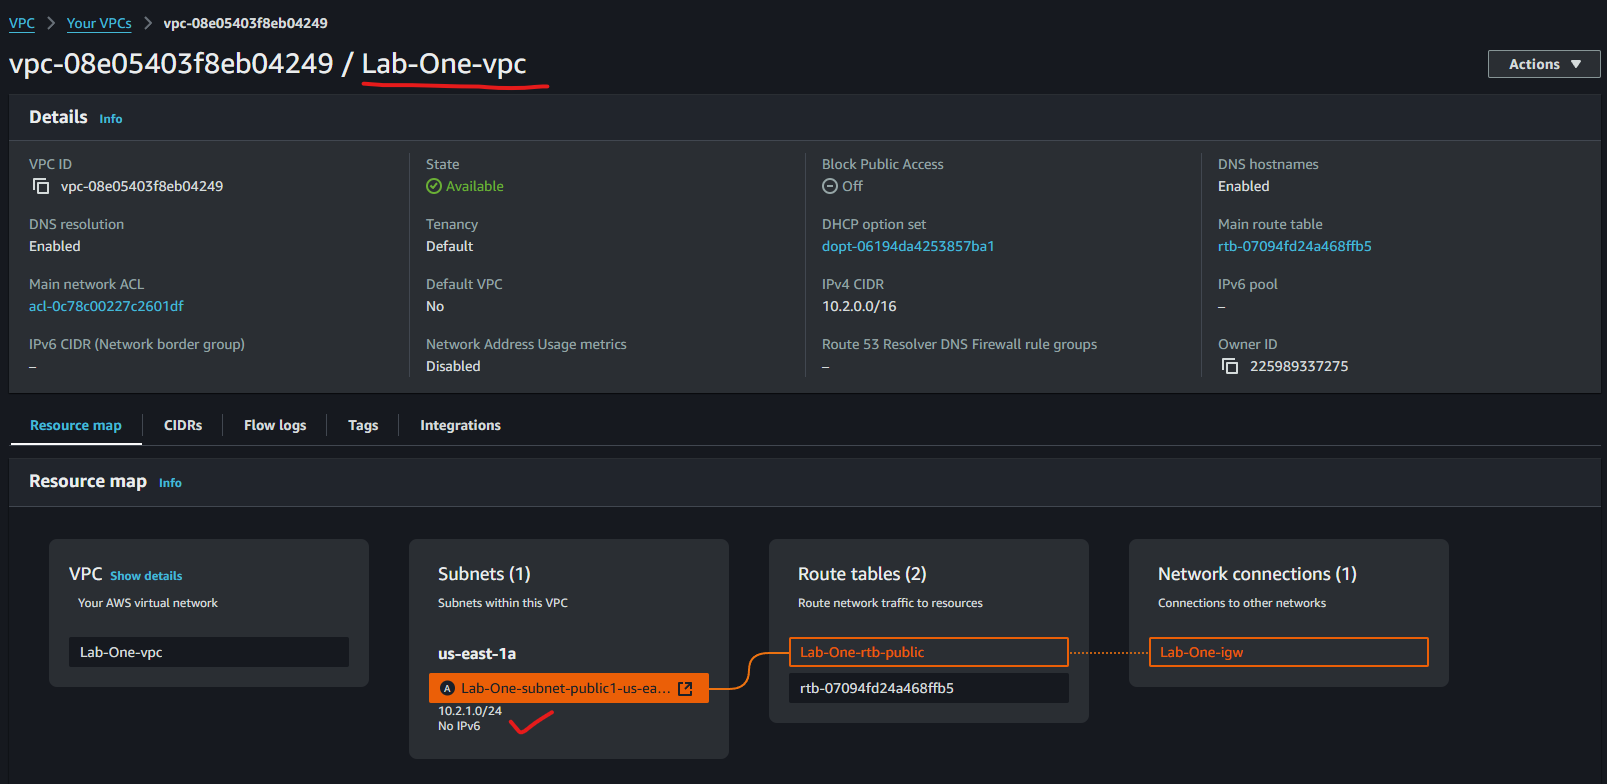 VPC > Your VPCs > vpc-08e05403f8eb04249
vpc-08e05403f8eb04249 / Lab-One-vpc
Actions
Details Info
VPC ID
vpc-08e05403f8eb04249
State
Available
Block Public Access
Off
DNS hostnames
Enabled
DNS resolution
Enabled
Tenancy
Default
DHCP option set
dopt-06194da4253857ba1
Main route table
rtb-07094fd24a468ffb5
Main network ACL
acl-0c78c00227c2601df
Default VPC
No
IPv4 CIDR
10.2.0.0/16
IPv6 pool
–
IPv6 CIDR (Network border group)
–
Network Address Usage metrics
Disabled
Route 53 Resolver DNS Firewall rule groups
–
Owner ID
225989337275
Resource map
CIDRs
Flow logs
Tags
Integrations
Resource map Info
VPC Show details
Your AWS virtual network
Lab-One-vpc
Subnets (1)
Subnets within this VPC
us-east-1a
A Lab-One-subnet-public1-us-ea...
10.2.1.0/24
No IPv6
Route tables (2)
Route network traffic to resources
Lab-One-rtb-public
rtb-07094fd24a468ffb5
Network connections (1)
Connections to other networks
Lab-One-igw